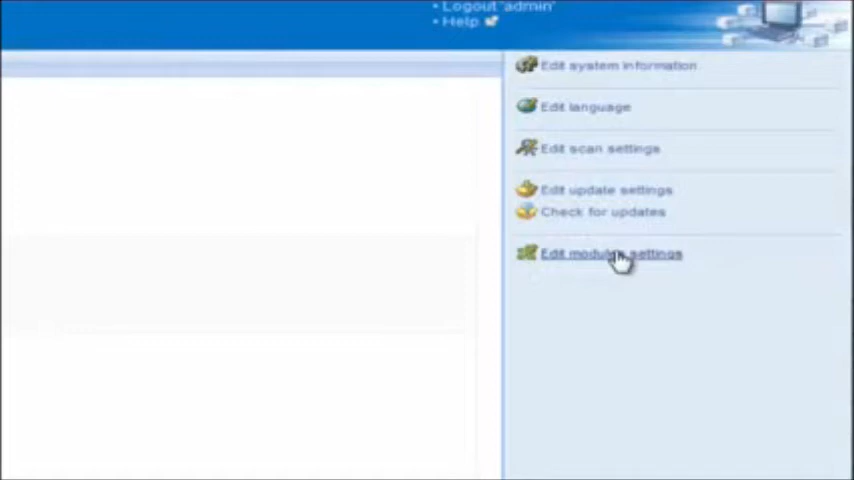 • Logout 'admin'
• Help
Edit system information
Edit language
Edit scan settings
Edit update settings
Check for updates
Edit modules settings